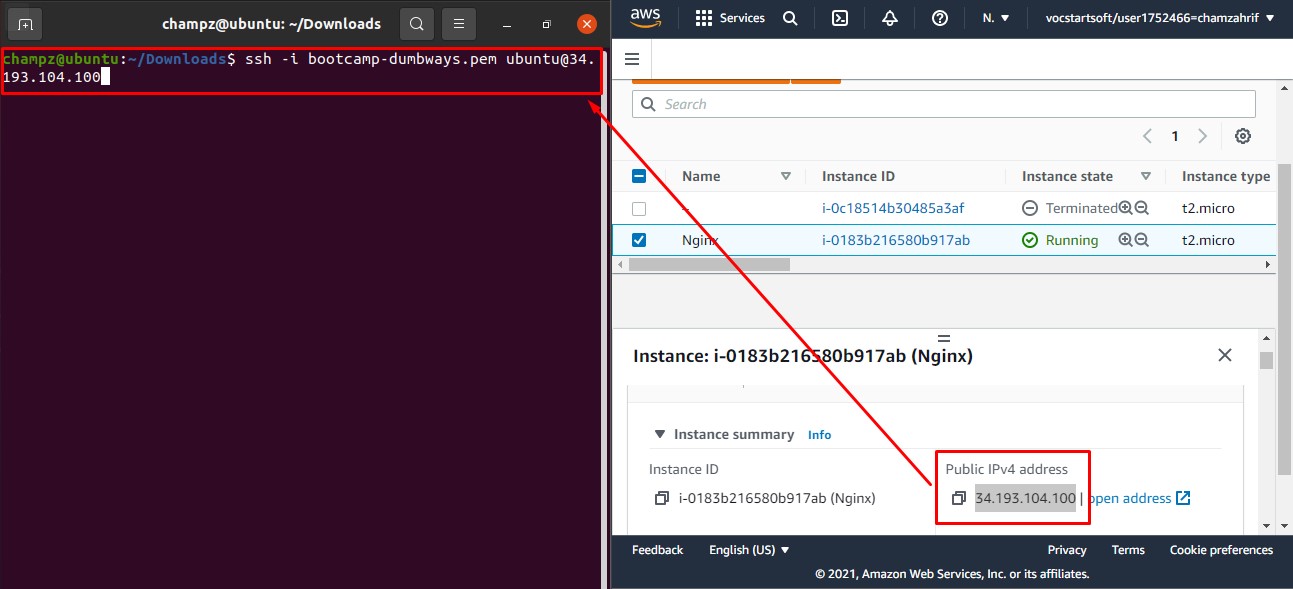 champz@ubuntu: ~/Downloads
champz@ubuntu:~/Downloads$ ssh -i bootcamp-dumbways.pem ubuntu@34.
193.104.100
aws
Services
N. ▼
vocstartsoft/user1752466=chamzahrif ▼
Search
1
Name
Instance ID
Instance state
Instance type
–
i-0c18514b30485a3af
Terminated
t2.micro
Nginx
i-0183b216580b917ab
Running
t2.micro
Instance: i-0183b216580b917ab (Nginx)
▼ Instance summary Info
Instance ID
Public IPv4 address
i-0183b216580b917ab (Nginx)
34.193.104.100 | open address
Feedback
English (US) ▼
Privacy
Terms
Cookie preferences
© 2021, Amazon Web Services, Inc. or its affiliates.